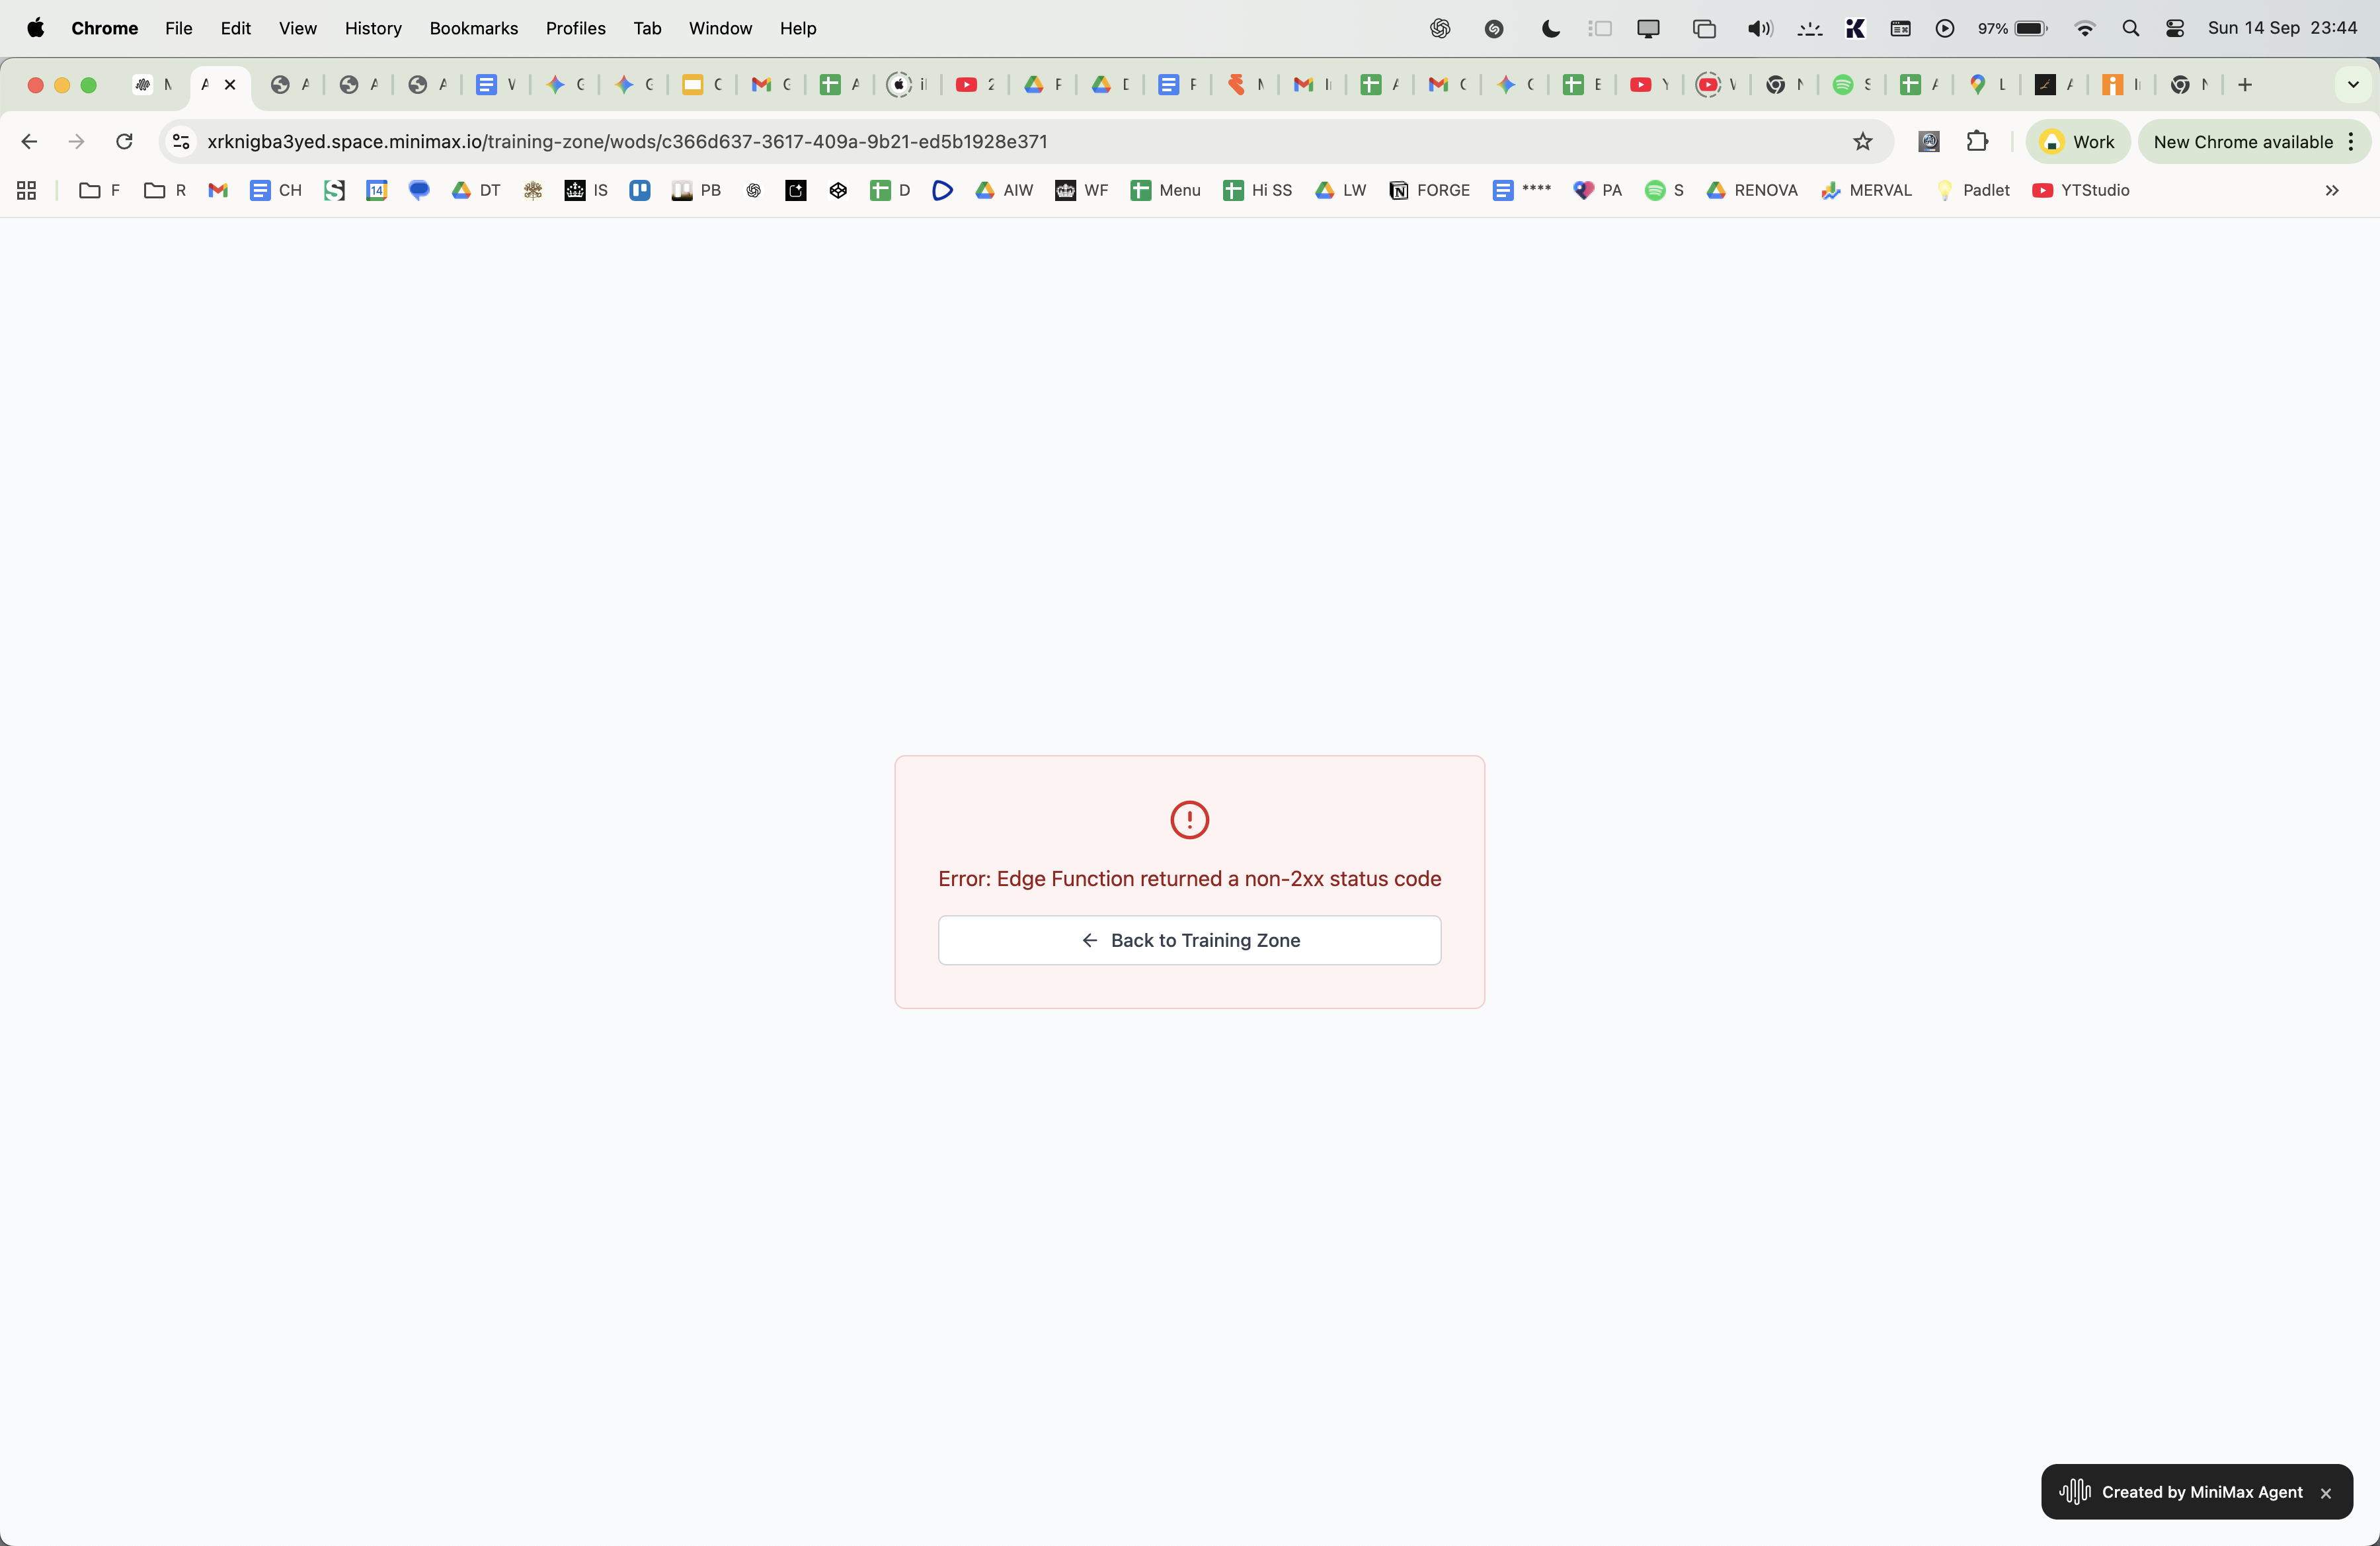 Chrome File Edit View History Bookmarks Profiles Tab Window Help 97% Sun 14 Sep 23:44
xrknigba3yed.space.minimax.io/training-zone/wods/c366d637-3617-409a-9b21-ed5b1928e371 Work New Chrome available
F R CH 14 DT IS PB D AIW WF Menu Hi SS LW FORGE **** PA S RENOVA MERVAL Padlet YTStudio
Error: Edge Function returned a non-2xx status code
Back to Training Zone
Created by MiniMax Agent